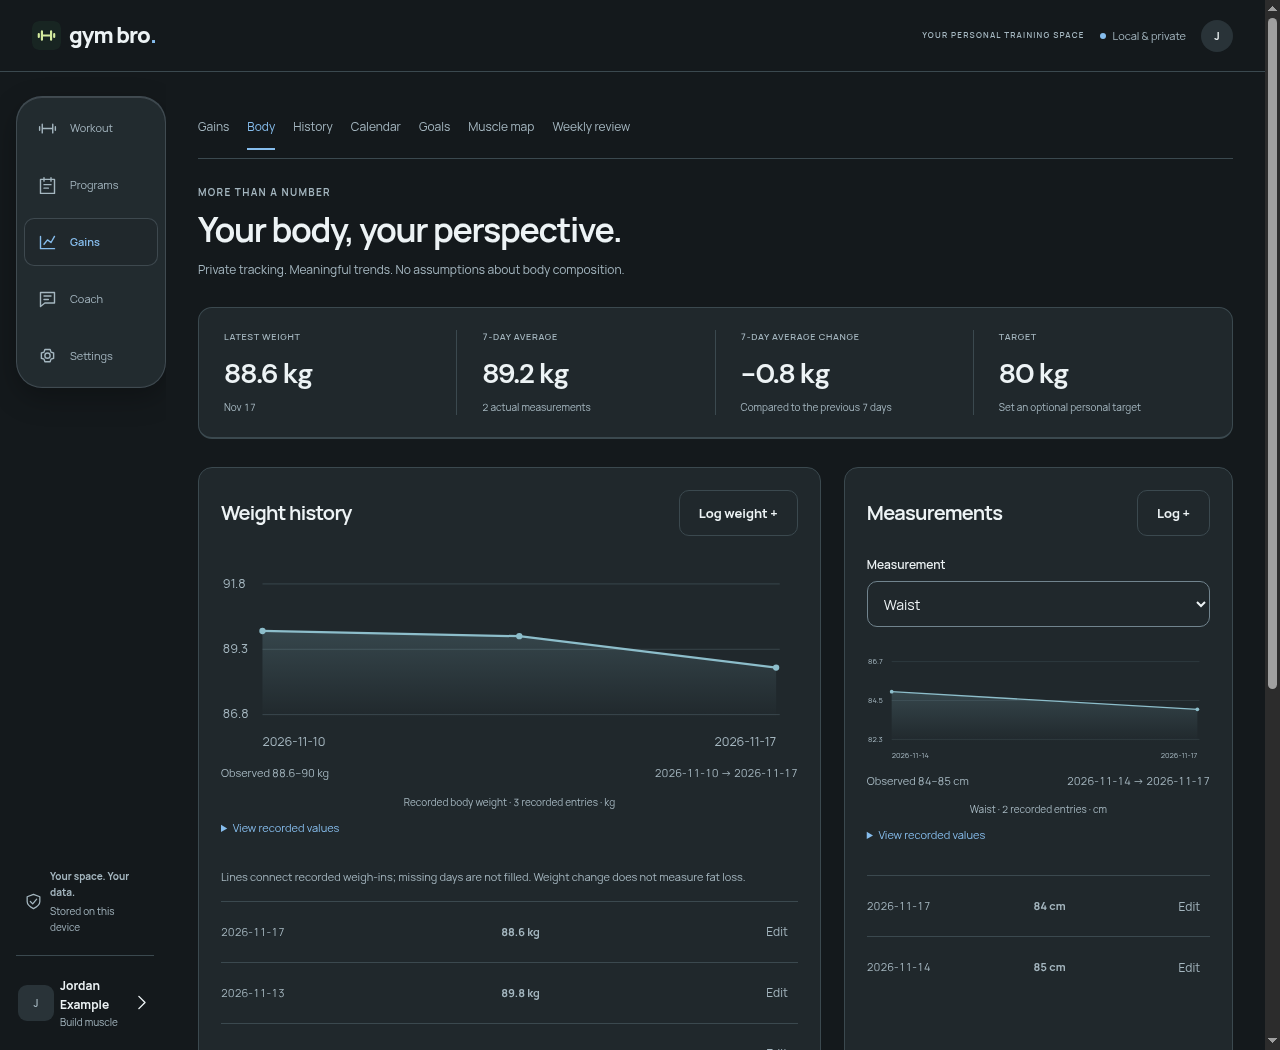 gym bro.
YOUR PERSONAL TRAINING SPACE
Local & private
J
Workout
Programs
Gains
Coach
Settings
Your space. Your
data.
Stored on this
device
J
Jordan
Example
Build muscle
Gains Body History Calendar Goals Muscle map Weekly review
MORE THAN A NUMBER
Your body, your perspective.
Private tracking. Meaningful trends. No assumptions about body composition.
LATEST WEIGHT
88.6 kg
Nov 17
7-DAY AVERAGE
89.2 kg
2 actual measurements
7-DAY AVERAGE CHANGE
−0.8 kg
Compared to the previous 7 days
TARGET
80 kg
Set an optional personal target
Weight history
Log weight +
91.8
89.3
86.8
2026-11-10 2026-11-17
Observed 88.6–90 kg 2026-11-10 → 2026-11-17
Recorded body weight · 3 recorded entries · kg
View recorded values
Lines connect recorded weigh-ins; missing days are not filled. Weight change does not measure fat loss.
2026-11-17 88.6 kg Edit
2026-11-13 89.8 kg Edit
Measurements
Log +
Measurement
Waist
86.7
84.5
82.3
2026-11-14 2026-11-17
Observed 84–85 cm 2026-11-14 → 2026-11-17
Waist · 2 recorded entries · cm
View recorded values
2026-11-17 84 cm Edit
2026-11-14 85 cm Edit